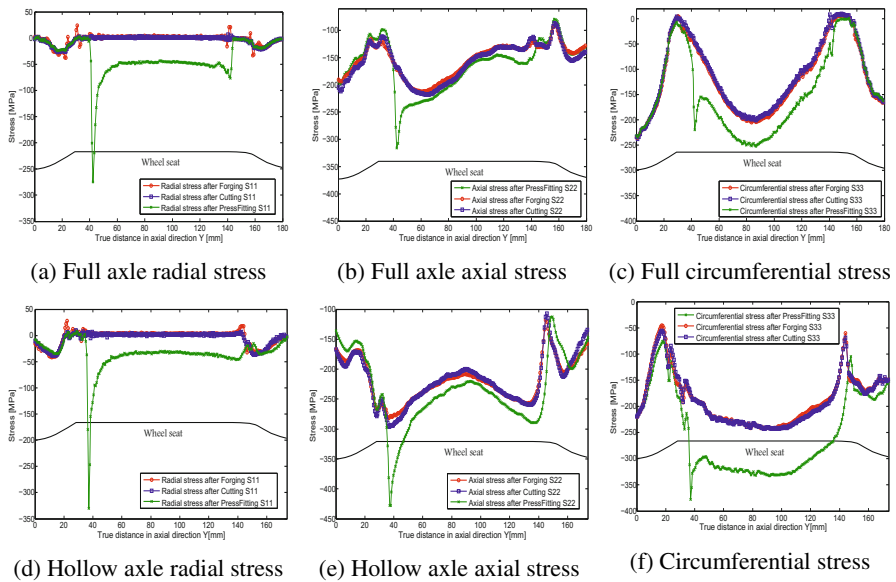 50
0
−50
−100
−150
−200
−250
−300
−350
Stress [MPa]
Wheel seat
Radial stress after Forging S11
Radial stress after Cutting S11
Radial stress after PressFitting S11
0 20 40 60 80 100 120 140 160 180
True distance in axial direction Y [mm]
(a) Full axle radial stress
−50
−100
−150
−200
−250
−300
−350
−400
Stress [MPa]
Wheel seat
Axial stress after PressFitting S22
Axial stress after Forging S22
Axial stress after Cutting S22
0 20 40 60 80 100 120 140 160 180
True distance in axial direction Y [mm]
(b) Full axle axial stress
0
−50
−100
−150
−200
−250
−300
−350
−400
Stress [MPa]
Wheel seat
Circumferential stress after Forging S33
Circumferential stress after Cutting S33
Circumferential stress after PressFitting S33
0 20 40 60 80 100 120 140 160 180
True distance in axial direction Y [mm]
(c) Full circumferential stress
50
0
−50
−100
−150
−200
−250
−300
−350
Stress [MPa]
Wheel seat
Radial stress after Forging S11
Radial stress after Cutting S11
Radial stress after PressFitting S11
0 20 40 60 80 100 120 140 160
True distance in axial direction Y[mm]
(d) Hollow axle radial stress
−100
−150
−200
−250
−300
−350
−400
−450
Stress [MPa]
Wheel seat
Axial stress after Forging S22
Axial stress after Cutting S22
Axial stress after PressFitting S22
0 20 40 60 80 100 120 140 160
True distance in axial direction Y[mm]
(e) Hollow axle axial stress
0
−50
−100
−150
−200
−250
−300
−350
−400
Stress [MPa]
Circumferential stress after PressFitting S33
Circumferential stress after Forging S33
Circumferential stress after Cutting S33
Wheel seat
0 20 40 60 80 100 120 140 160
True distance in axial direction Y[mm]
(f) Circumferential stress